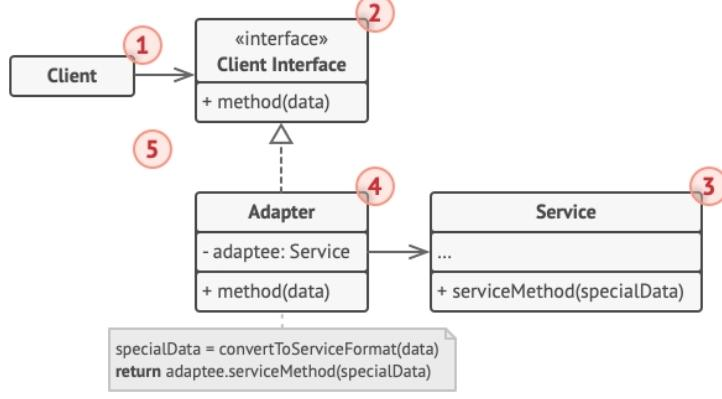 1
2
«interface»
Client Interface
+ method(data)
Client
5
4
3
Adapter
- adaptee: Service
+ method(data)
Service
...
+ serviceMethod(specialData)
specialData = convertToServiceFormat(data)
return adaptee.serviceMethod(specialData)